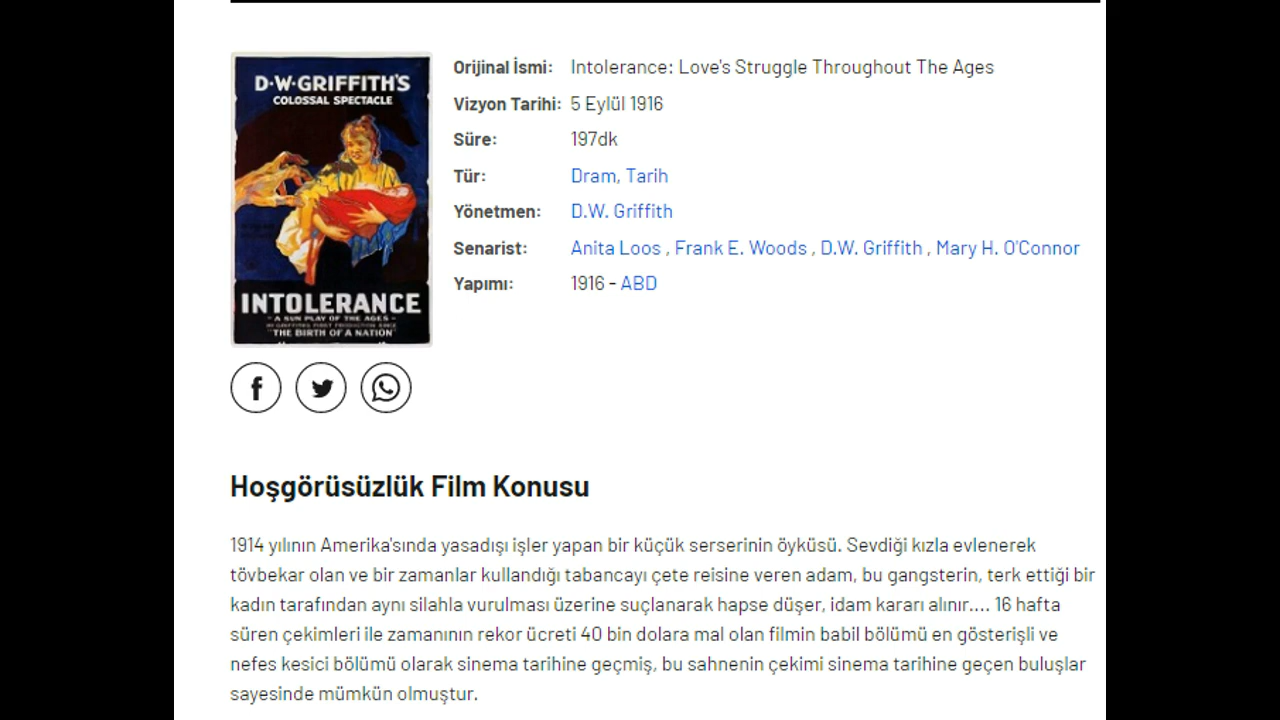 D·W·GRIFFITH'S
COLOSSAL SPECTACLE
INTOLERANCE
- A SUN PLAY OF THE AGES -
THE BIRTH OF A NATION
Orijinal İsmi: Intolerance: Love's Struggle Throughout The Ages
Vizyon Tarihi: 5 Eylül 1916
Süre: 197dk
Tür: Dram, Tarih
Yönetmen: D.W. Griffith
Senarist: Anita Loos , Frank E. Woods , D.W. Griffith , Mary H. O'Connor
Yapımı: 1916 - ABD
Hoşgörüsüzlük Film Konusu
1914 yılının Amerika'sında yasadışı işler yapan bir küçük serserinin öyküsü. Sevdiği kızla evlenerek
tövbekar olan ve bir zamanlar kullandığı tabancayı çete reisine veren adam, bu gangsterin, terk ettiği bir
kadın tarafından aynı silahla vurulması üzerine suçlanarak hapse düşer, idam kararı alınır.... 16 hafta
süren çekimleri ile zamanının rekor ücreti 40 bin dolara mal olan filmin babil bölümü en gösterişli ve
nefes kesici bölümü olarak sinema tarihine geçmiş, bu sahnenin çekimi sinema tarihine geçen buluşlar
sayesinde mümkün olmuştur.